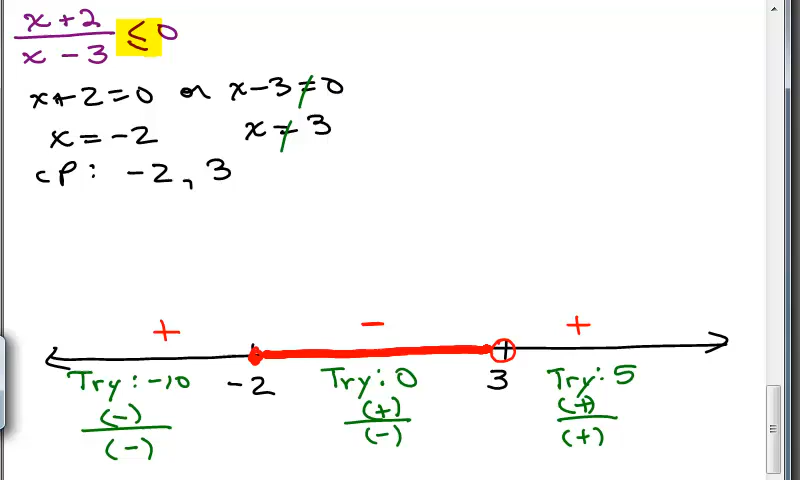 x+2
x-3 ≤ 0
x+2=0 or x-3≠0
x=-2 x≠3
CP: -2, 3
+ - +
-2 3
Try: -10 Try: 0 Try: 5
(-) (+) (+)
(-) (-) (+)